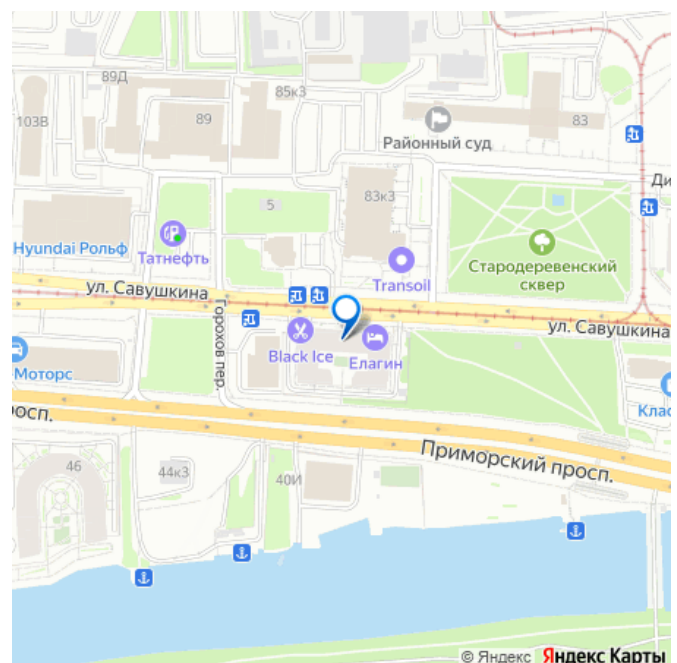 89Д
85к3
103В
89
83
Районный суд
Ди
83к3
5
Hyundai Рольф
Татнефть
Transoil
Стародеревенский
сквер
ул. Савушкина
Горохов пер.
ул. Савушкина
Black Ice
Елагин
Моторс
Клас
осп.
Приморский просп.
46
44к3
40И
© Яндекс Яндекс Карты